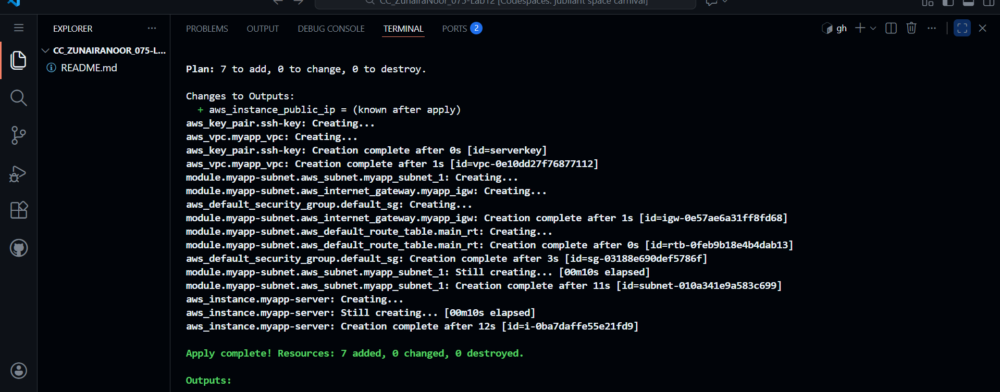 CC_ZunairaNoor_075-Lab12 [Codespaces: jubilant space carnival]
EXPLORER
CC_ZUNAIRANOOR_075-L...
README.md
PROBLEMS OUTPUT DEBUG CONSOLE TERMINAL PORTS 2
gh
Plan: 7 to add, 0 to change, 0 to destroy.
Changes to Outputs:
+ aws_instance_public_ip = (known after apply)
aws_key_pair.ssh-key: Creating...
aws_vpc.myapp_vpc: Creating...
aws_key_pair.ssh-key: Creation complete after 0s [id=serverkey]
aws_vpc.myapp_vpc: Creation complete after 1s [id=vpc-0e10dd27f76877112]
module.myapp-subnet.aws_subnet.myapp_subnet_1: Creating...
module.myapp-subnet.aws_internet_gateway.myapp_igw: Creating...
aws_default_security_group.default_sg: Creating...
module.myapp-subnet.aws_internet_gateway.myapp_igw: Creation complete after 1s [id=igw-0e57ae6a31ff8fd68]
module.myapp-subnet.aws_default_route_table.main_rt: Creating...
module.myapp-subnet.aws_default_route_table.main_rt: Creation complete after 0s [id=rtb-0feb9b18e4b4dab13]
aws_default_security_group.default_sg: Creation complete after 3s [id=sg-03188e690def5786f]
module.myapp-subnet.aws_subnet.myapp_subnet_1: Still creating... [00m10s elapsed]
module.myapp-subnet.aws_subnet.myapp_subnet_1: Creation complete after 11s [id=subnet-010a341e9a583c699]
aws_instance.myapp-server: Creating...
aws_instance.myapp-server: Still creating... [00m10s elapsed]
aws_instance.myapp-server: Creation complete after 12s [id=i-0ba7daffe55e21fd9]
Apply complete! Resources: 7 added, 0 changed, 0 destroyed.
Outputs: